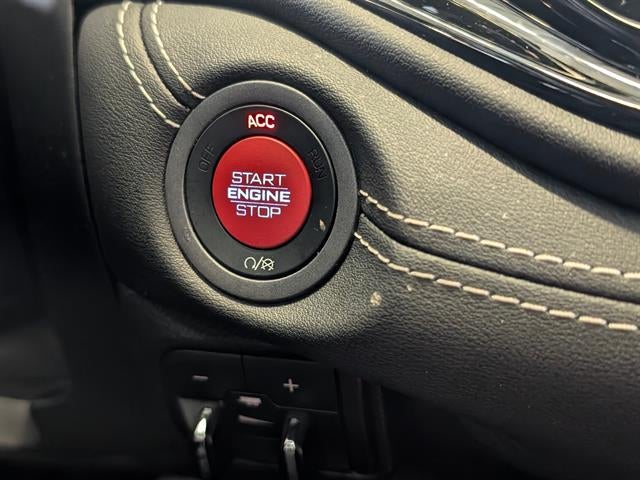 ACC
OFF
RUN
START
ENGINE
STOP